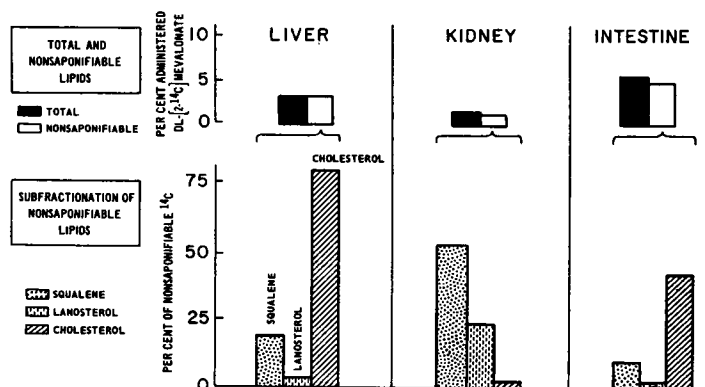 TOTAL AND
NONSAPONIFIABLE
LIPIDS
TOTAL
NONSAPONIFIABLE
PER CENT ADMINISTERED
DL-[2-14C] MEVALONATE
10
5
0
LIVER
KIDNEY
INTESTINE
SUBFRACTIONATION OF
NONSAPONIFIABLE
LIPIDS
SQUALENE
LANOSTEROL
CHOLESTEROL
PER CENT OF NONSAPONIFIABLE 14C
75
50
25
0
SQUALENE
LANOSTEROL
CHOLESTEROL